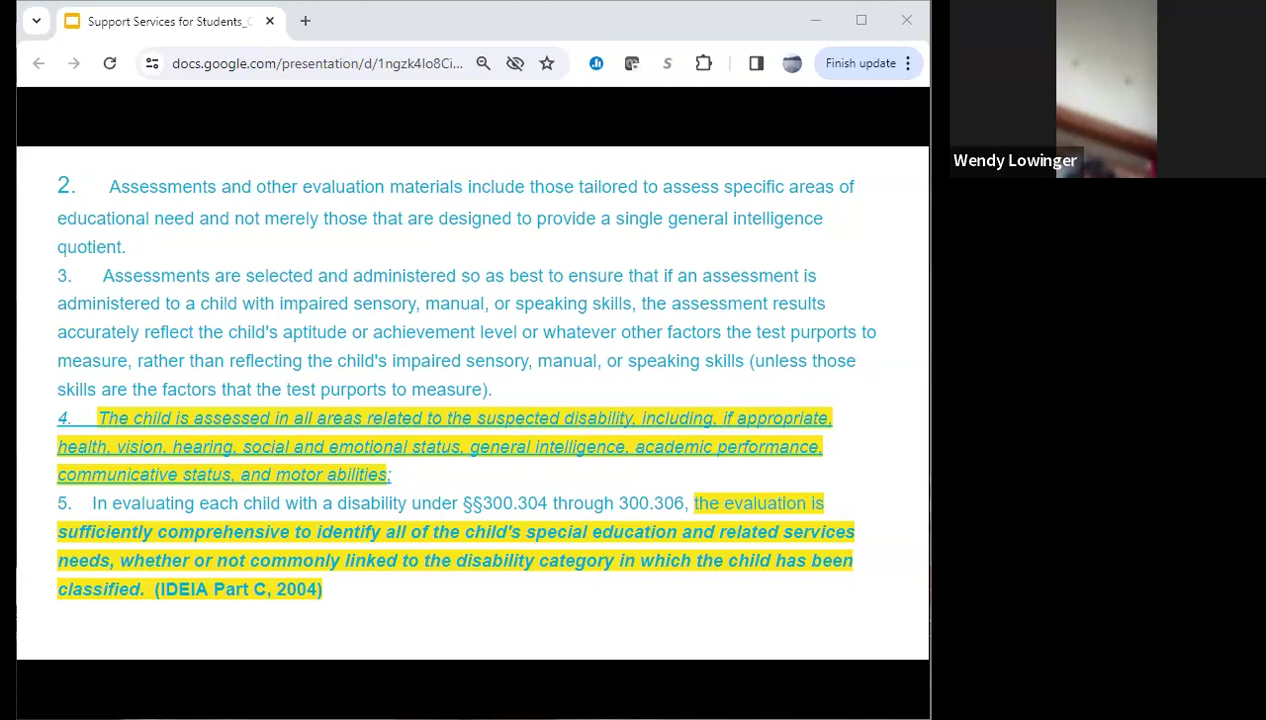 Support Services for Students_C
docs.google.com/presentation/d/1ngzk4lo8Ci...
Finish update
Wendy Lowinger
2. Assessments and other evaluation materials include those tailored to assess specific areas of
educational need and not merely those that are designed to provide a single general intelligence
quotient.
3. Assessments are selected and administered so as best to ensure that if an assessment is
administered to a child with impaired sensory, manual, or speaking skills, the assessment results
accurately reflect the child's aptitude or achievement level or whatever other factors the test purports to
measure, rather than reflecting the child's impaired sensory, manual, or speaking skills (unless those
skills are the factors that the test purports to measure).
4. The child is assessed in all areas related to the suspected disability, including, if appropriate,
health, vision, hearing, social and emotional status, general intelligence, academic performance,
communicative status, and motor abilities;
5. In evaluating each child with a disability under §§300.304 through 300.306, the evaluation is
sufficiently comprehensive to identify all of the child's special education and related services
needs, whether or not commonly linked to the disability category in which the child has been
classified. (IDEIA Part C, 2004)